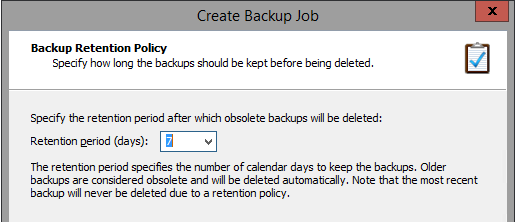 Create Backup Job
x
Backup Retention Policy
Specify how long the backups should be kept before being deleted.
Specify the retention period after which obsolete backups will be deleted:
Retention period (days): 7
The retention period specifies the number of calendar days to keep the backups. Older
backups are considered obsolete and will be deleted automatically. Note that the most recent
backup will never be deleted due to a retention policy.